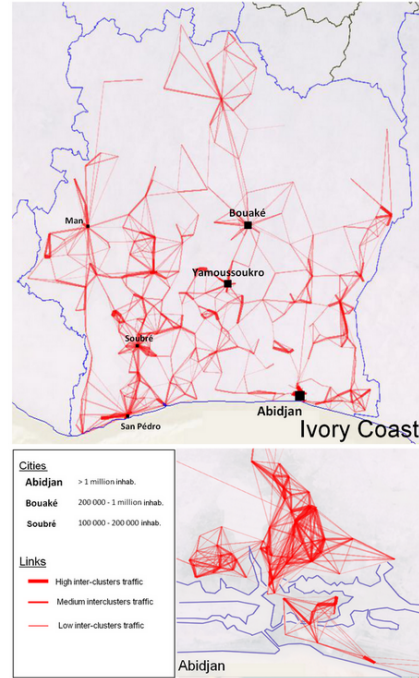 Man
Bouaké
Yamoussoukro
Soubré
San Pédro
Abidjan
Ivory Coast
Cities
Abidjan > 1 million inhab.
Bouaké 200 000 - 1 million inhab.
Soubré 100 000 - 200 000 inhab.
Links
High inter-clusters traffic
Medium interclusters traffic
Low inter-clusters traffic
Abidjan